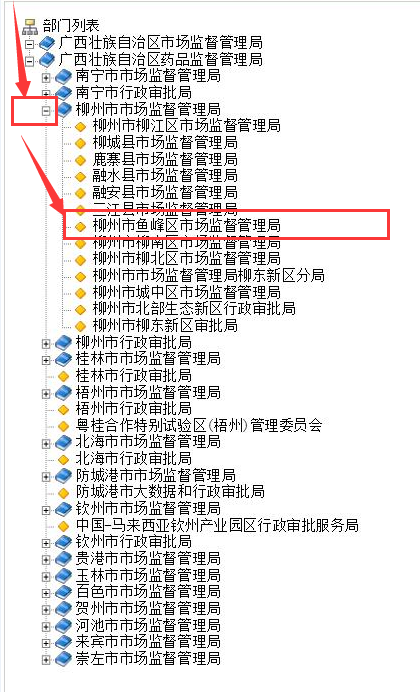 部门列表
广西壮族自治区市场监督管理局
广西壮族自治区药品监督管理局
南宁市市场监督管理局
南宁市行政审批局
柳州市市场监督管理局
柳州市柳江区市场监督管理局
柳城县市场监督管理局
鹿寨县市场监督管理局
融水县市场监督管理局
融安县市场监督管理局
三江县市场监督管理局
柳州市鱼峰区市场监督管理局
柳州市柳南区市场监督管理局
柳州市柳北区市场监督管理局
柳州市市场监督管理局柳东新区分局
柳州市城中区市场监督管理局
柳州市北部生态新区行政审批局
柳州市柳东新区审批局
柳州市行政审批局
桂林市市场监督管理局
桂林市行政审批局
梧州市市场监督管理局
梧州市行政审批局
粤桂合作特别试验区(梧州)管理委员会
北海市市场监督管理局
北海市行政审批局
防城港市市场监督管理局
防城港市大数据和行政审批局
钦州市市场监督管理局
中国-马来西亚钦州产业园区行政审批服务局
钦州市行政审批局
贵港市市场监督管理局
玉林市市场监督管理局
百色市市场监督管理局
贺州市市场监督管理局
河池市市场监督管理局
来宾市市场监督管理局
崇左市市场监督管理局